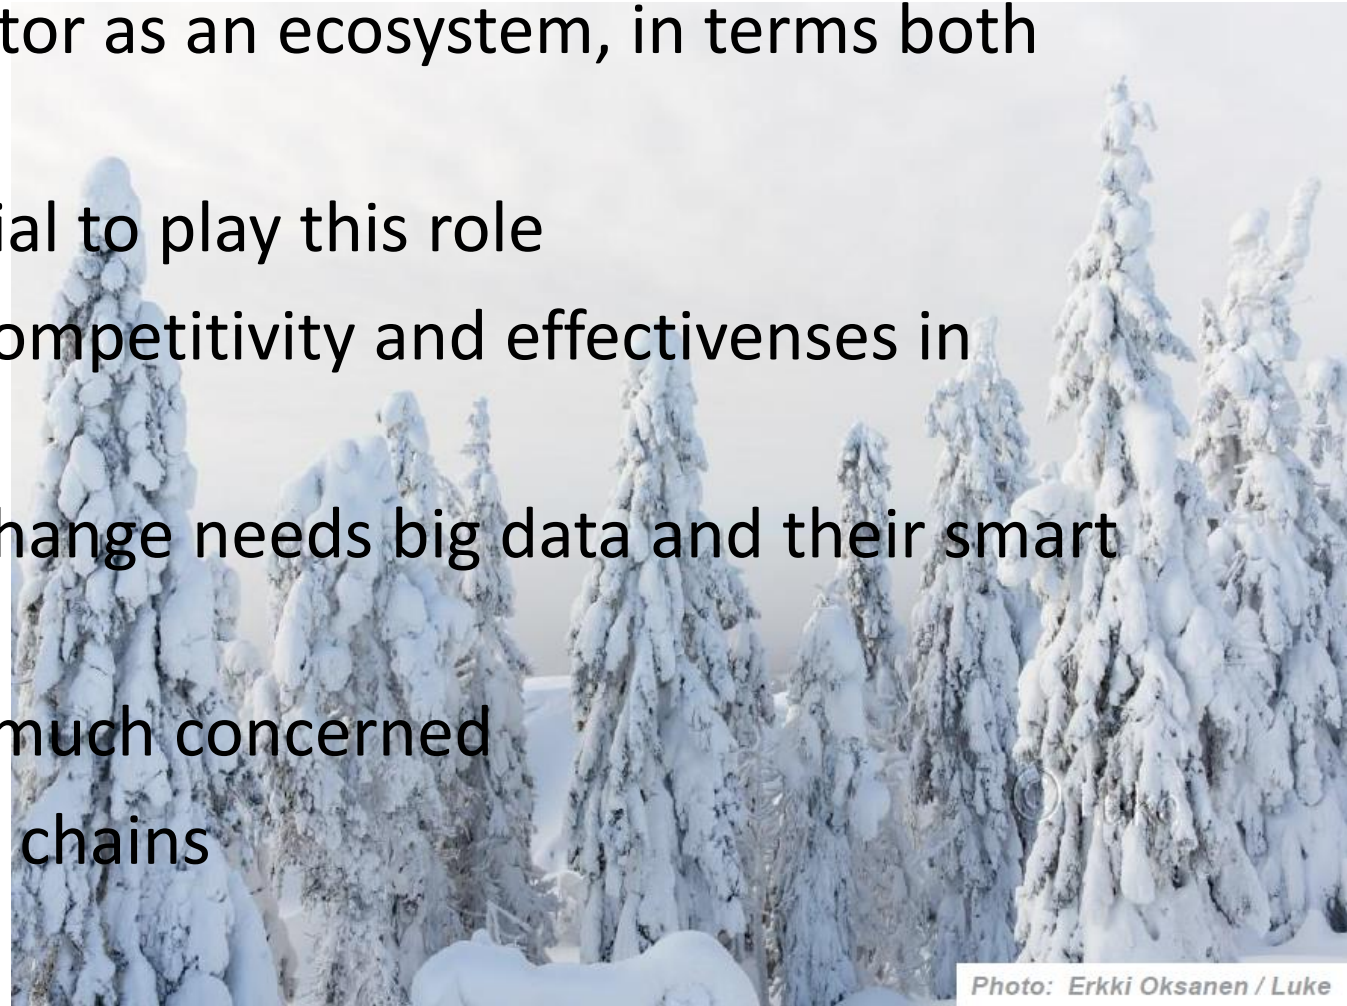 tor as an ecosystem, in terms both
ial to play this role
ompetitivity and effectivenses in
hange needs big data and their smart
much concerned
chains
Photo: Erkki Oksanen / Luke